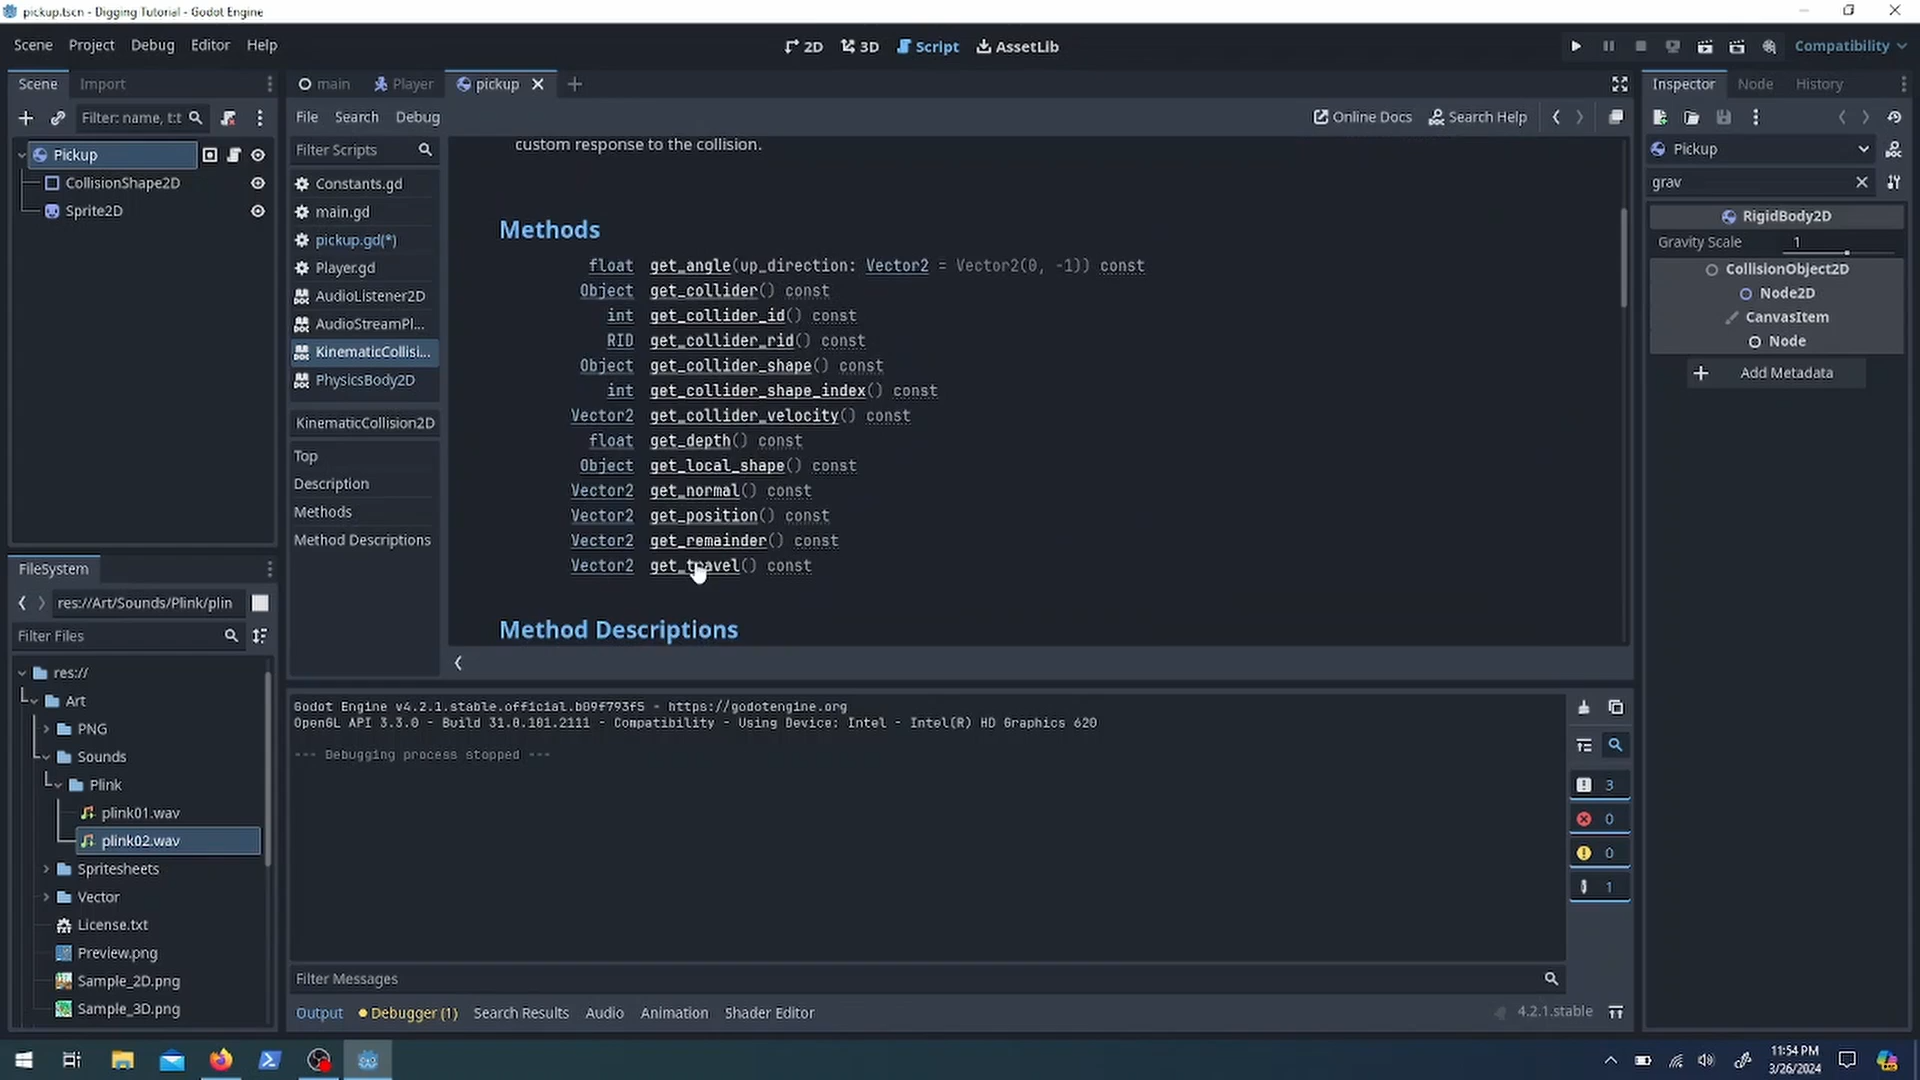 pickup.tscn - Digging Tutorial - Godot Engine
Scene Project Debug Editor Help
2D 3D Script AssetLib
Compatibility
Scene Import
Filter: name, t:t
Pickup
CollisionShape2D
Sprite2D
main Player pickup
File Search Debug
Online Docs Search Help
Filter Scripts
Constants.gd
main.gd
pickup.gd(*)
Player.gd
AudioListener2D
AudioStreamPl...
KinematicCollisi...
PhysicsBody2D
KinematicCollision2D
Top
Description
Methods
Method Descriptions
custom response to the collision.
Methods
float get_angle(up_direction: Vector2 = Vector2(0, -1)) const
Object get_collider() const
int get_collider_id() const
RID get_collider_rid() const
Object get_collider_shape() const
int get_collider_shape_index() const
Vector2 get_collider_velocity() const
float get_depth() const
Object get_local_shape() const
Vector2 get_normal() const
Vector2 get_position() const
Vector2 get_remainder() const
Vector2 get_travel() const
Method Descriptions
Inspector Node History
Pickup
grav
RigidBody2D
Gravity Scale 1
CollisionObject2D
Node2D
CanvasItem
Node
Add Metadata
FileSystem
res://Art/Sounds/Plink/plin
Filter Files
res://
Art
PNG
Sounds
Plink
plink01.wav
plink02.wav
Spritesheets
Vector
License.txt
Preview.png
Sample_2D.png
Sample_3D.png
Godot Engine v4.2.1.stable.official.b09f793f5 - https://godotengine.org
OpenGL API 3.3.0 - Build 31.0.101.2111 - Compatibility - Using Device: Intel - Intel(R) HD Graphics 620
--- Debugging process stopped ---
3
0
0
1
Filter Messages
Output Debugger (1) Search Results Audio Animation Shader Editor
4.2.1.stable
11:54 PM
3/26/2024